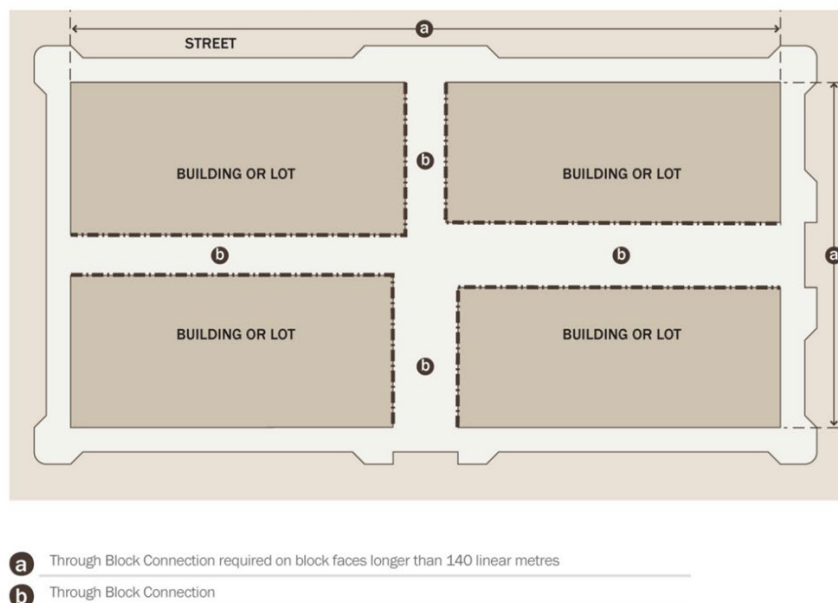 a
STREET
b
BUILDING OR LOT
BUILDING OR LOT
b
b
a
BUILDING OR LOT
BUILDING OR LOT
b
a Through Block Connection required on block faces longer than 140 linear metres
b Through Block Connection